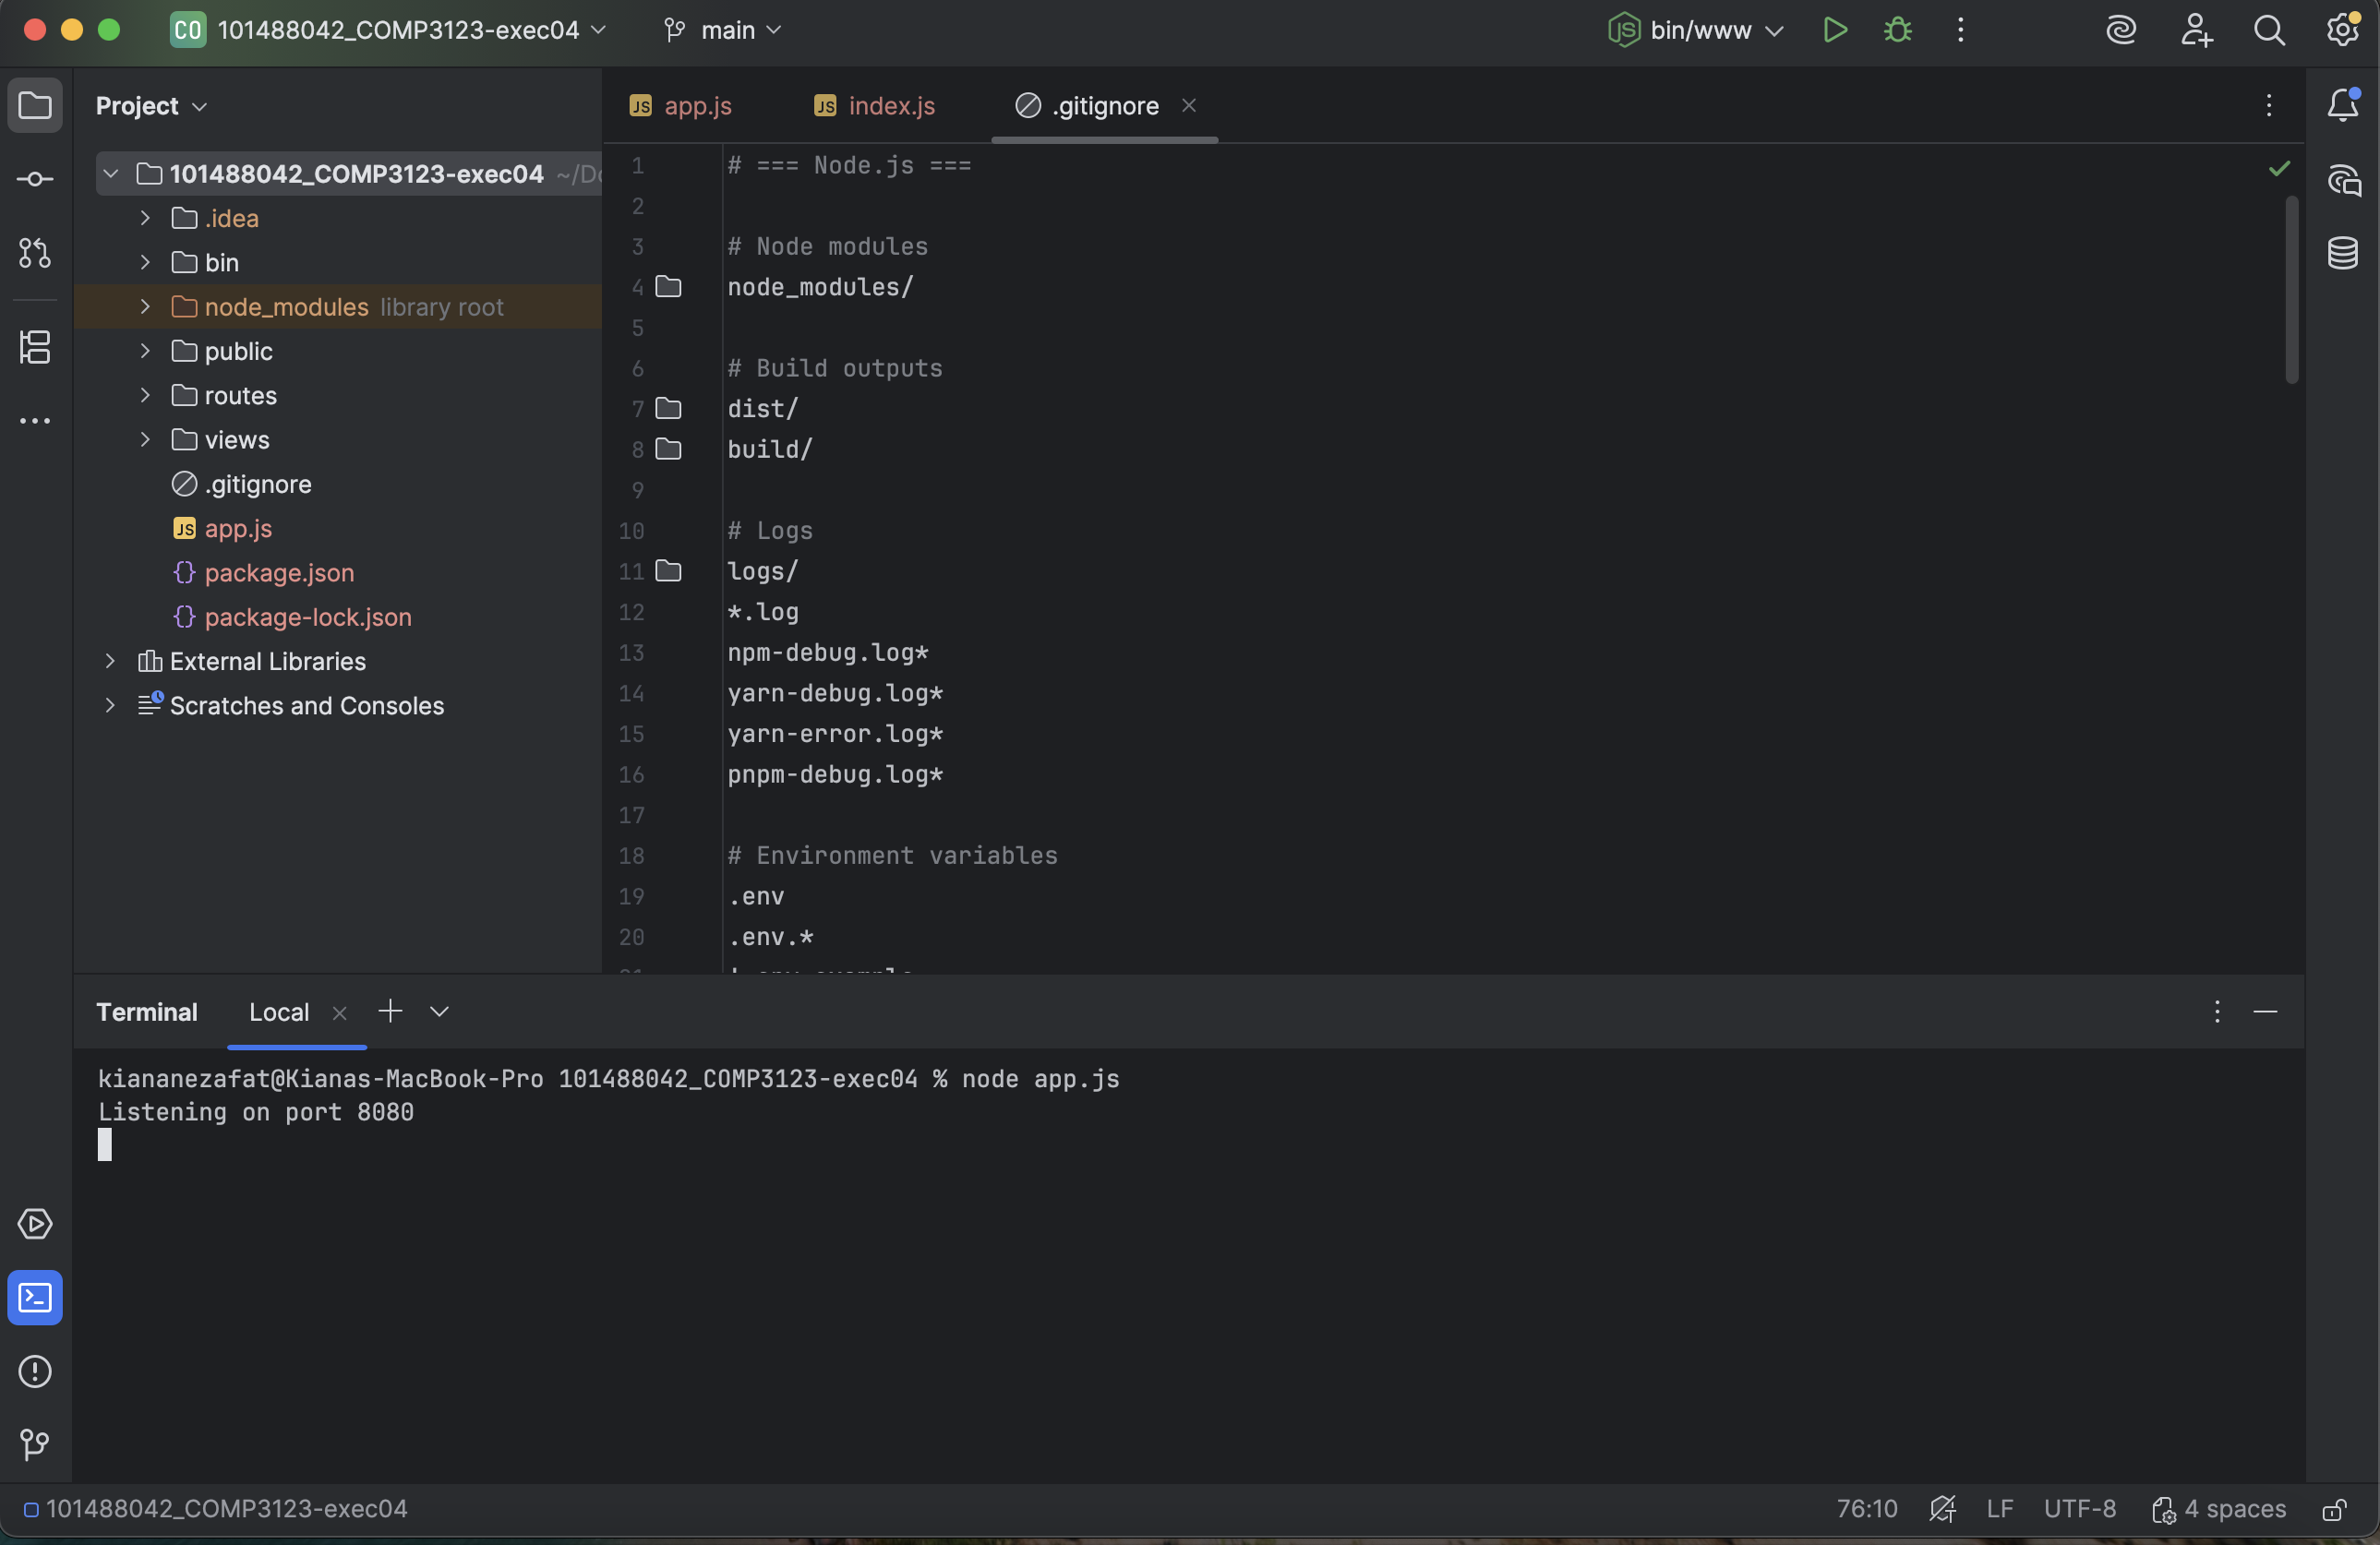 CO 101488042_COMP3123-exec04 main bin/www
Project
101488042_COMP3123-exec04 ~/Do
.idea
bin
node_modules library root
public
routes
views
.gitignore
JS app.js
{} package.json
{} package-lock.json
External Libraries
Scratches and Consoles
JS app.js JS index.js .gitignore
1 # === Node.js ===
2
3 # Node modules
4 node_modules/
5
6 # Build outputs
7 dist/
8 build/
9
10 # Logs
11 logs/
12 *.log
13 npm-debug.log*
14 yarn-debug.log*
15 yarn-error.log*
16 pnpm-debug.log*
17
18 # Environment variables
19 .env
20 .env.*
Terminal Local
kiananezafat@Kianas-MacBook-Pro 101488042_COMP3123-exec04 % node app.js
Listening on port 8080
101488042_COMP3123-exec04 76:10 LF UTF-8 4 spaces